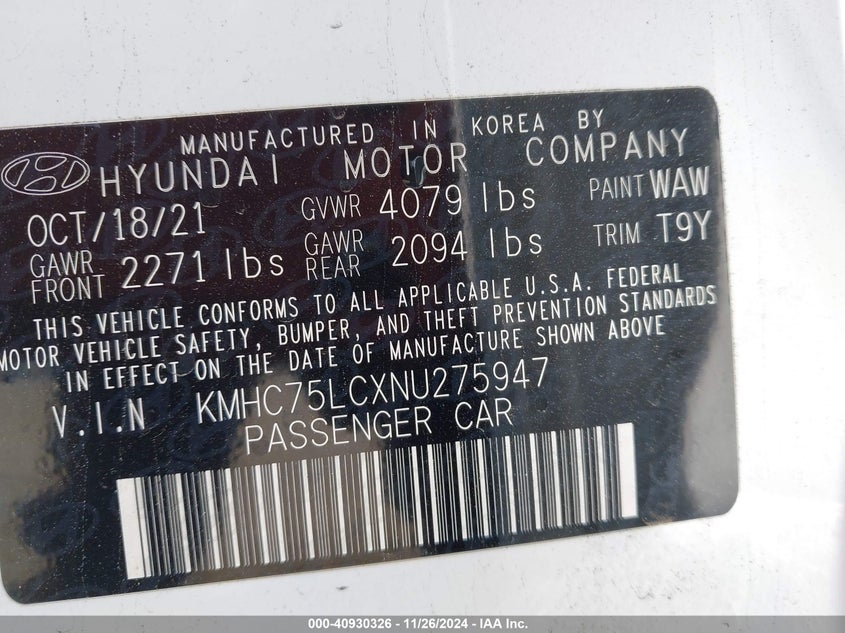 MANUFACTURED IN KOREA BY
HYUNDAI MOTOR COMPANY
OCT/18/21 GVWR 4079 lbs PAINT WAW
GAWR FRONT 2271 lbs GAWR REAR 2094 lbs TRIM T9Y
THIS VEHICLE CONFORMS TO ALL APPLICABLE U.S.A. FEDERAL
MOTOR VEHICLE SAFETY, BUMPER, AND THEFT PREVENTION STANDARDS
IN EFFECT ON THE DATE OF MANUFACTURE SHOWN ABOVE
V.I.N KMHC75LCXNU275947
PASSENGER CAR
000-40930326 - 11/26/2024 - IAA Inc.